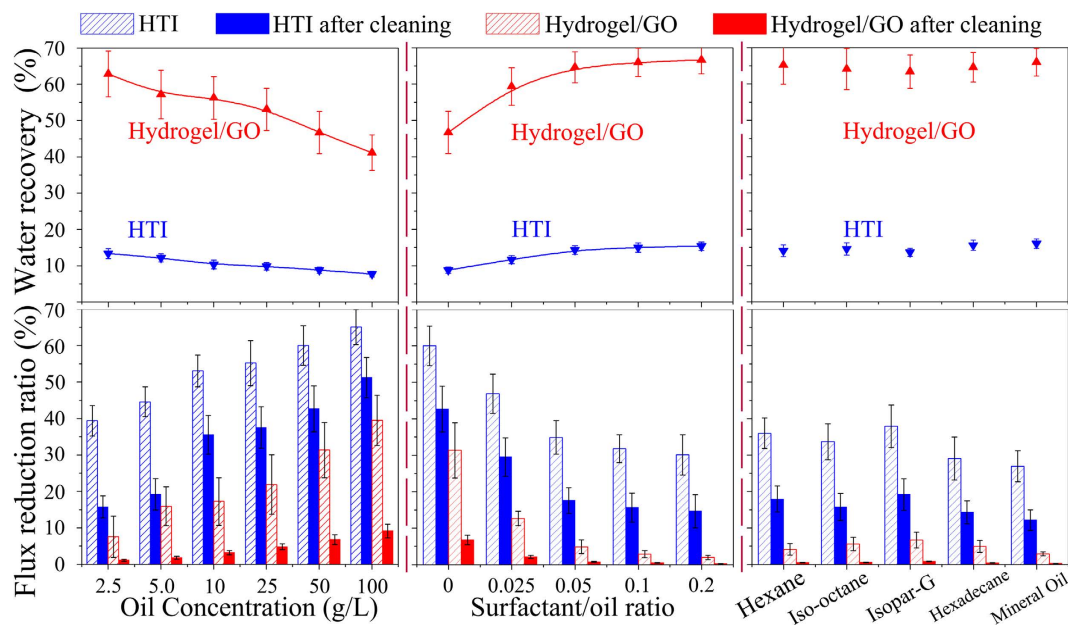 HTI HTI after cleaning Hydrogel/GO Hydrogel/GO after cleaning
Water recovery (%)
70
60
50
40
30
20
10
0
Hydrogel/GO
HTI
Hydrogel/GO
HTI
Hydrogel/GO
HTI
Flux reduction ratio (%)
70
60
50
40
30
20
10
0
2.5 5.0 10 25 50 100
Oil Concentration (g/L)
0 0.025 0.05 0.1 0.2
Surfactant/oil ratio
Hexane
Iso-octane
Isopar-G
Hexadecane
Mineral Oil